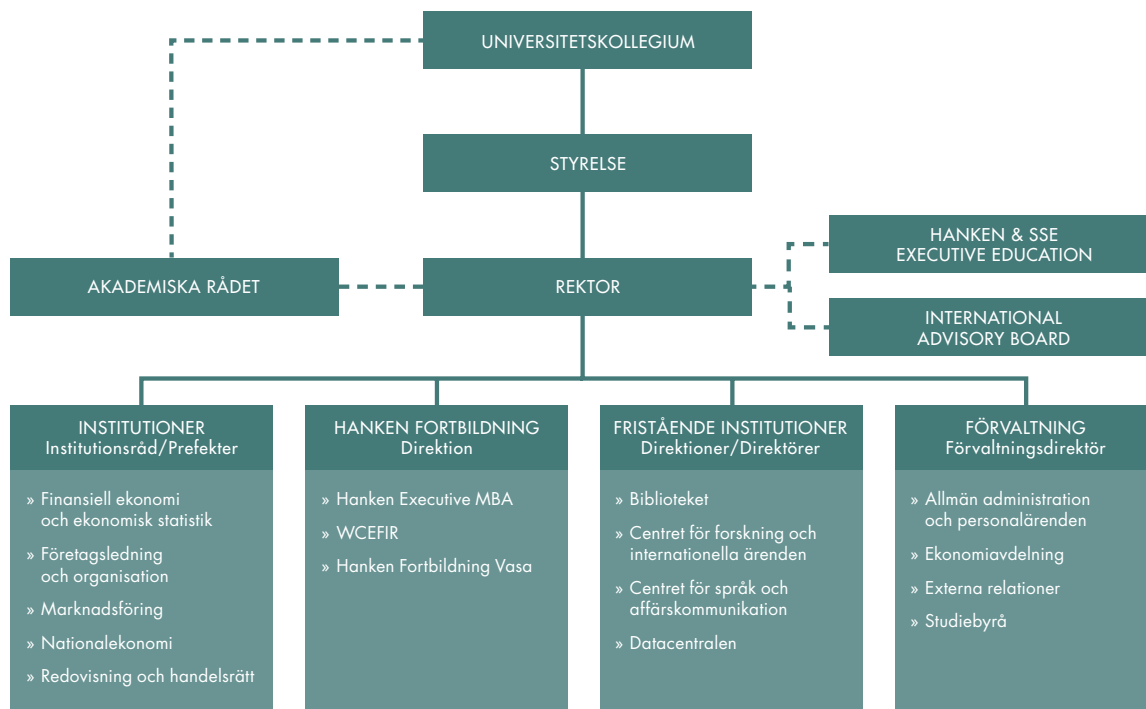 UNIVERSITETSKOLLEGIUM
STYRELSE
HANKEN & SSE
EXECUTIVE EDUCATION
AKADEMISKA RÅDET
REKTOR
INTERNATIONAL
ADVISORY BOARD
INSTITUTIONER
Institutionsråd/Prefekter
» Finansiell ekonomi
och ekonomisk statistik
» Företagsledning
och organisation
» Marknadsföring
» Nationalekonomi
» Redovisning och handelsrätt
HANKEN FORTBILDNING
Direktion
» Hanken Executive MBA
» WCEFIR
» Hanken Fortbildning Vasa
FRISTÅENDE INSTITUTIONER
Direktioner/Direktörer
» Biblioteket
» Centret för forskning och
internationella ärenden
» Centret för språk och
affärskommunikation
» Datacentralen
FÖRVALTNING
Förvaltningsdirektör
» Allmän administration
och personalärenden
» Ekonomiavdelning
» Externa relationer
» Studiebyrå